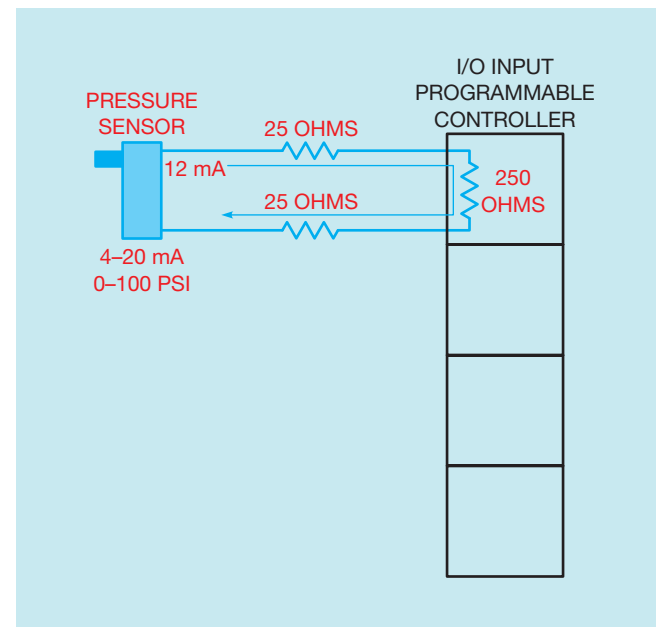 I/O INPUT
PROGRAMMABLE
CONTROLLER
PRESSURE
SENSOR
25 OHMS
12 mA
250
OHMS
25 OHMS
4–20 mA
0–100 PSI